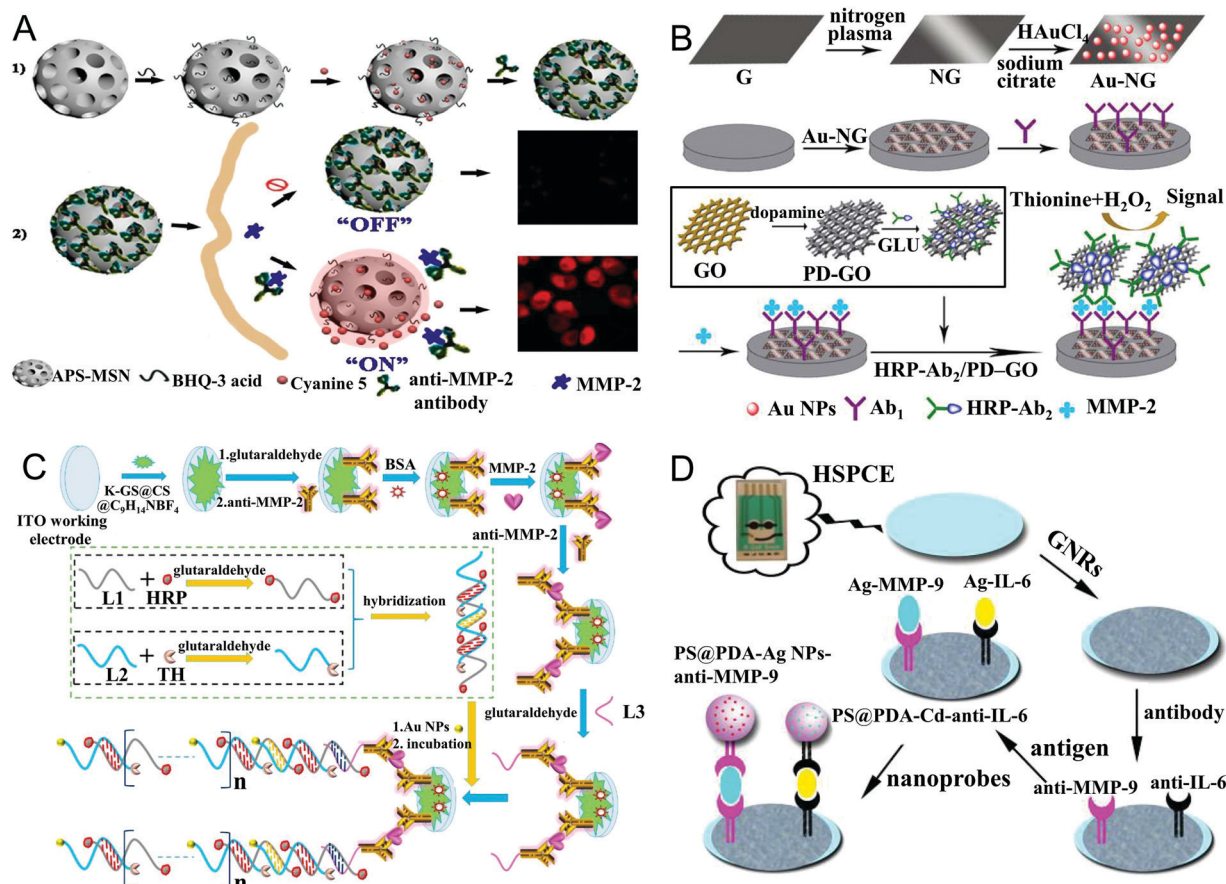 A
1)
2)
"OFF"
"ON"
APS-MSN
BHQ-3 acid
Cyanine 5
anti-MMP-2
antibody
MMP-2
B
nitrogen
plasma
HAuCl4
sodium
citrate
G
NG
Au-NG
Au-NG
dopamine
GLU
GO
PD-GO
Thionine+H2O2
Signal
HRP-Ab2/PD–GO
Au NPs
Ab1
HRP-Ab2
MMP-2
C
K-GS@CS
@C9H14NBF4
ITO working
electrode
1.glutaraldehyde
2.anti-MMP-2
BSA
MMP-2
anti-MMP-2
L1
+
HRP
glutaraldehyde
L2
+
TH
glutaraldehyde
hybridization
glutaraldehyde
L3
1.Au NPs
2. incubation
n
n
D
HSPCE
GNRs
Ag-MMP-9
Ag-IL-6
PS@PDA-Ag NPs-
anti-MMP-9
PS@PDA-Cd-anti-IL-6
antibody
antigen
nanoprobes
anti-MMP-9
anti-IL-6